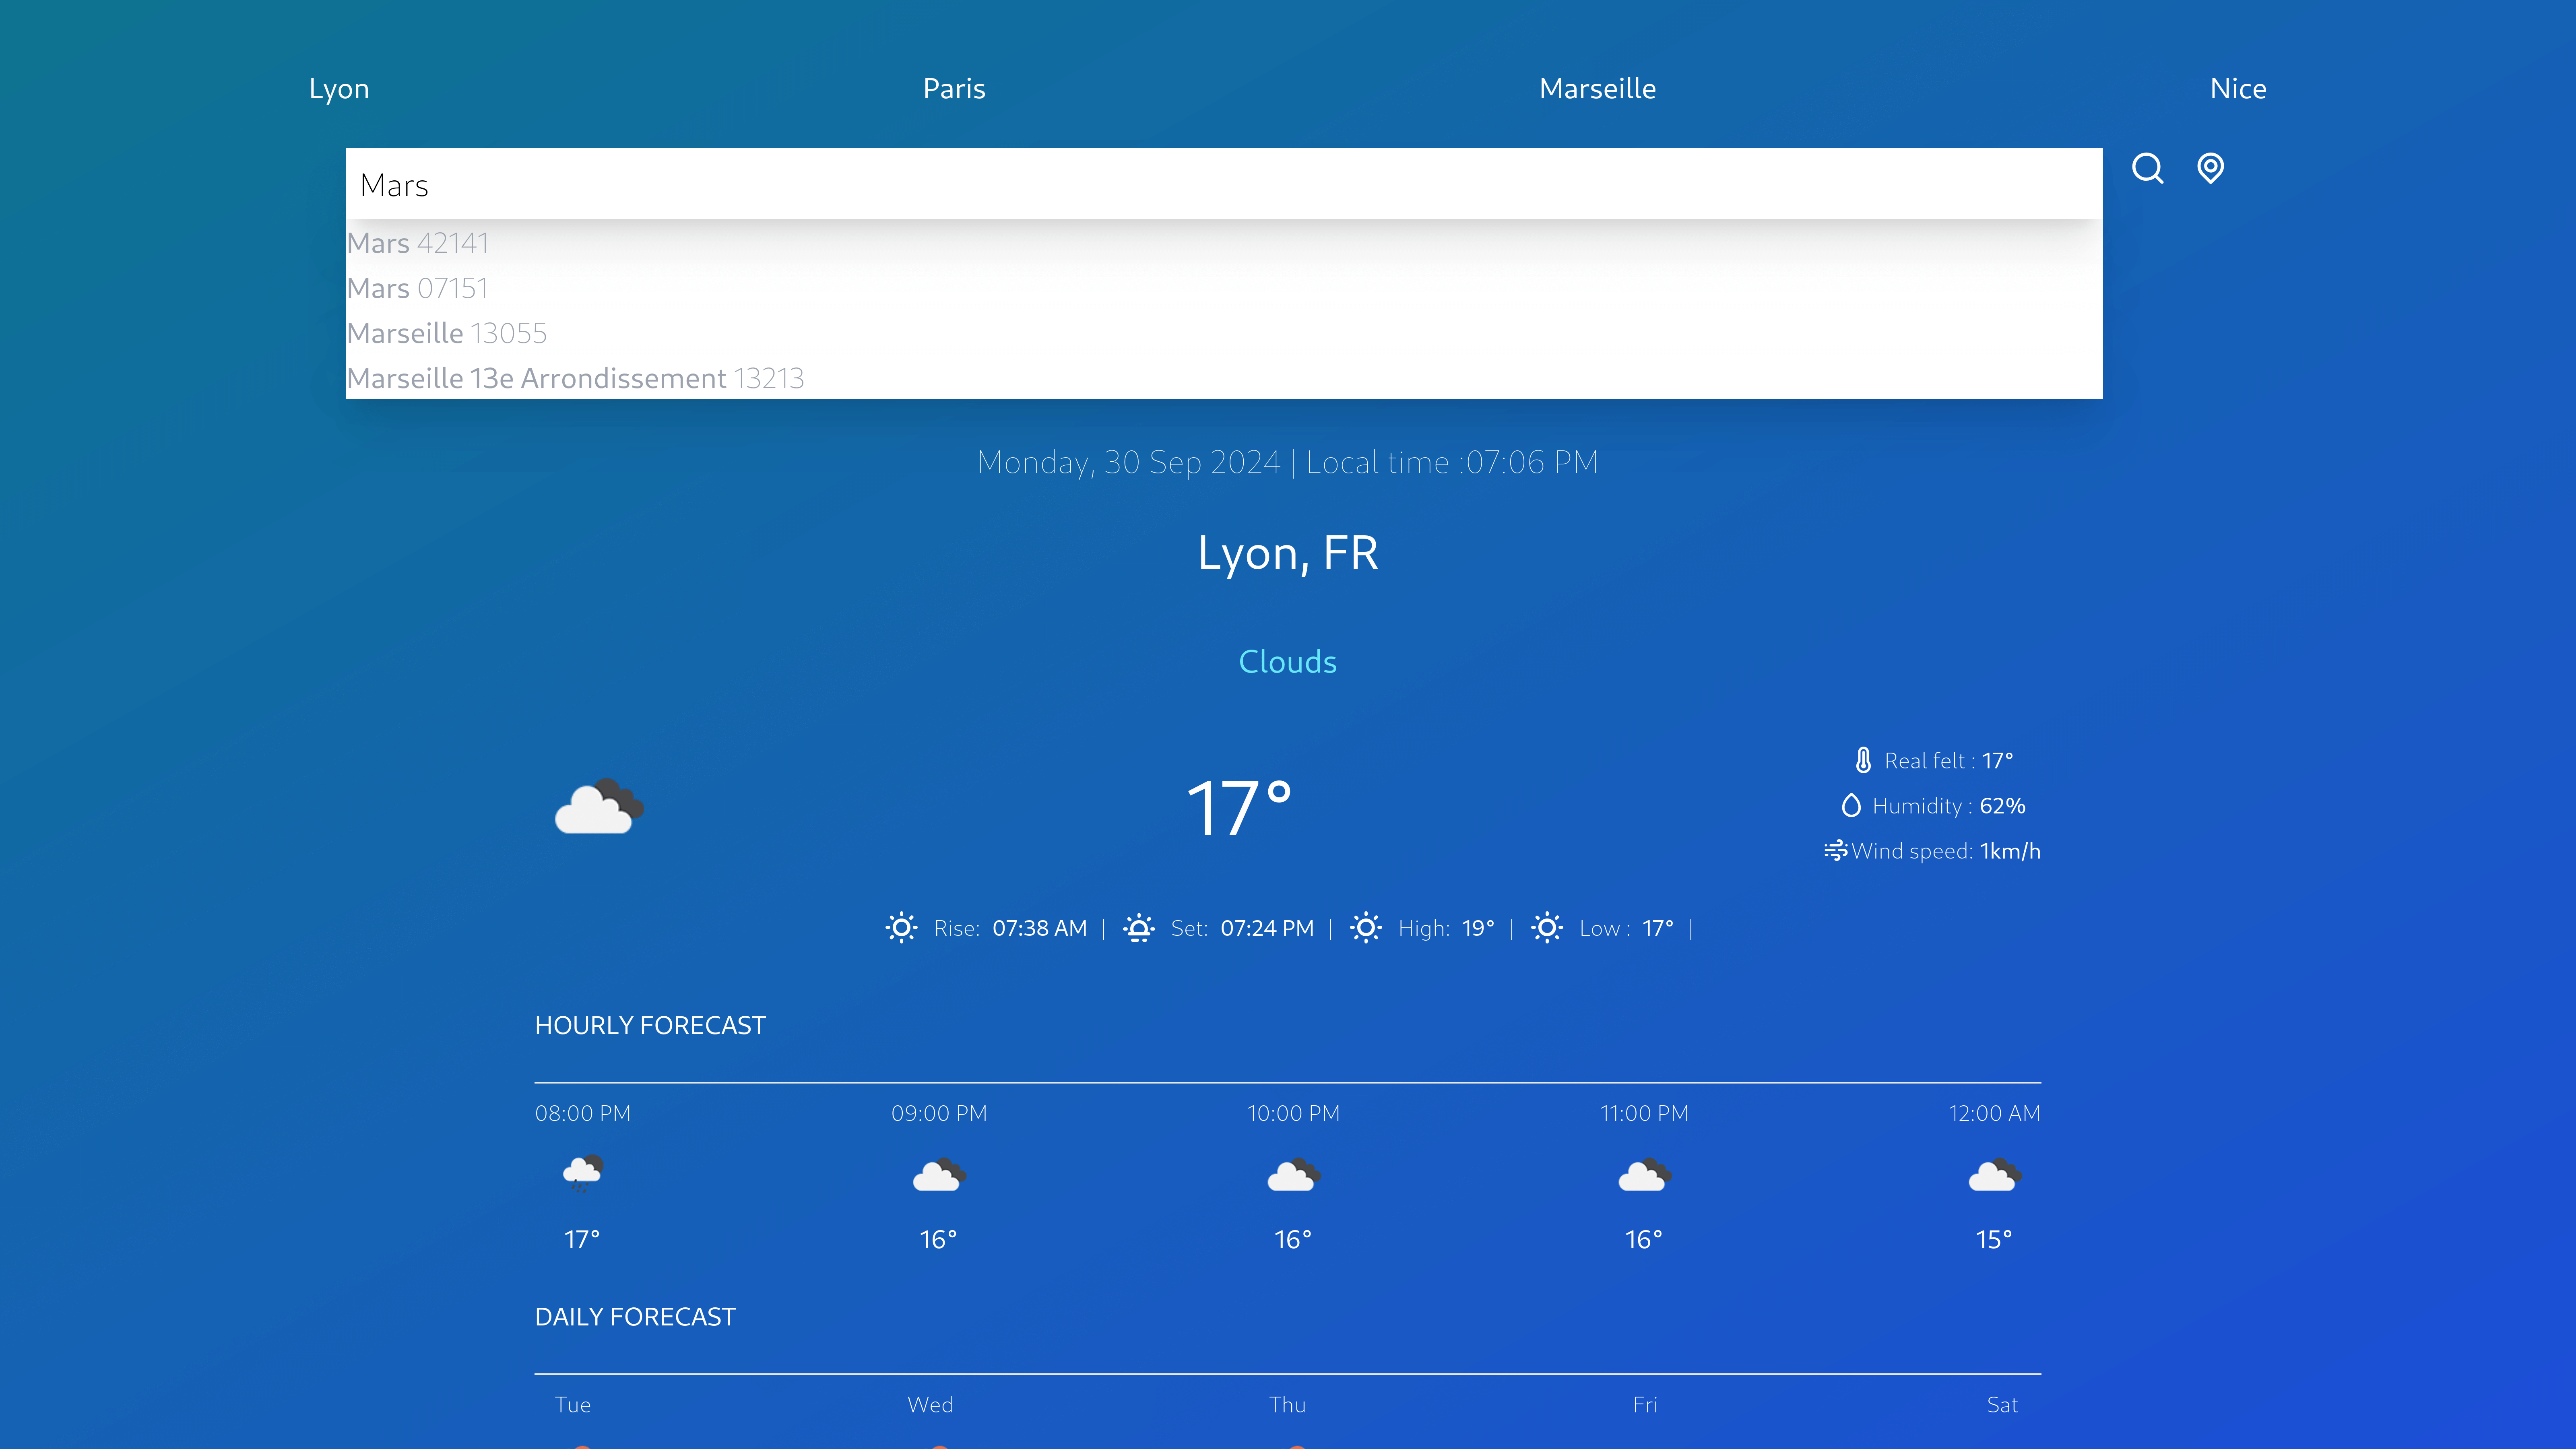 Lyon Paris Marseille Nice
Mars
Mars 42141
Mars 07151
Marseille 13055
Marseille 13e Arrondissement 13213
Monday, 30 Sep 2024 | Local time :07:06 PM
Lyon, FR
Clouds
17°
Real felt : 17°
Humidity : 62%
Wind speed: 1km/h
Rise: 07:38 AM | Set: 07:24 PM | High: 19° | Low : 17° |
HOURLY FORECAST
08:00 PM 09:00 PM 10:00 PM 11:00 PM 12:00 AM
17° 16° 16° 16° 15°
DAILY FORECAST
Tue Wed Thu Fri Sat